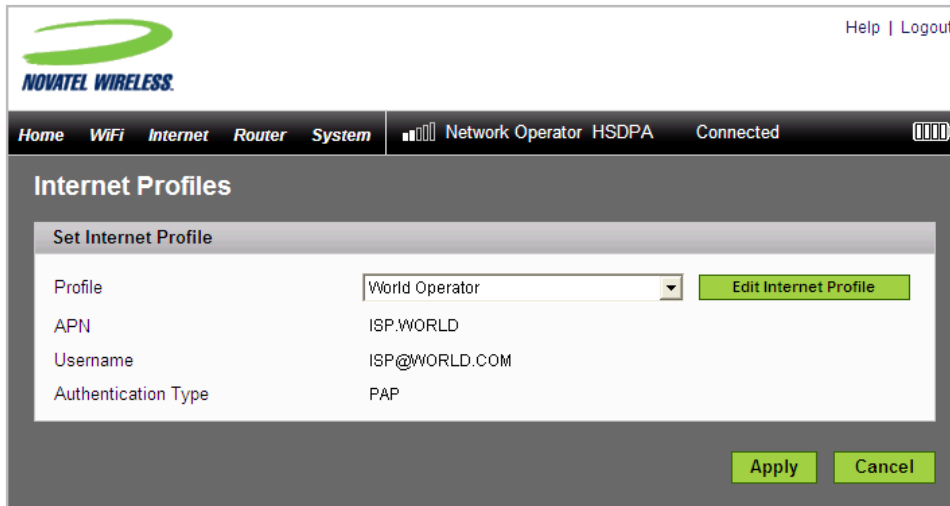 Help | Logout
NOVATEL WIRELESS.
Home WiFi Internet Router System Network Operator HSDPA Connected
Internet Profiles
Set Internet Profile
Profile World Operator Edit Internet Profile
APN ISP.WORLD
Username ISP@WORLD.COM
Authentication Type PAP
Apply Cancel